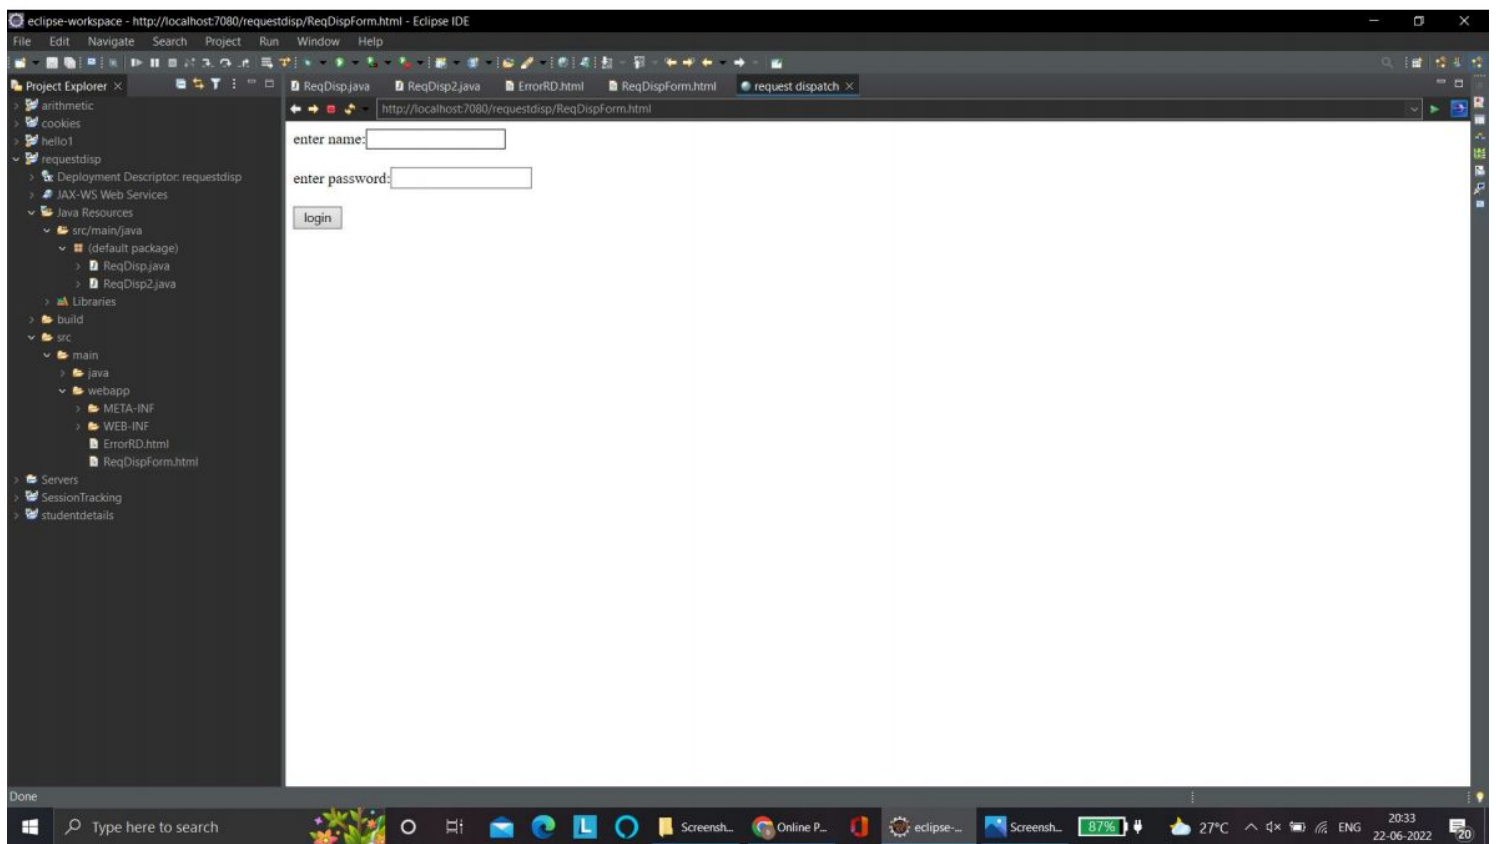 eclipse-workspace - http://localhost:7080/requestdisp/ReqDispForm.html - Eclipse IDE
File Edit Navigate Search Project Run Window Help
Project Explorer
ReqDisp.java ReqDisp2.java ErrorRD.html ReqDispForm.html request dispatch
http://localhost:7080/requestdisp/ReqDispForm.html
arithmetic
cookies
hello1
requestdisp
Deployment Descriptor: requestdisp
JAX-WS Web Services
Java Resources
src/main/java
(default package)
ReqDisp.java
ReqDisp2.java
Libraries
build
src
main
java
webapp
META-INF
WEB-INF
ErrorRD.html
ReqDispForm.html
Servers
SessionTracking
studentdetails
enter name:
enter password:
login
Done
Type here to search
L
Screensh...
Online P...
eclipse-...
Screensh...
87%
27°C
ENG
20:33
22-06-2022
20